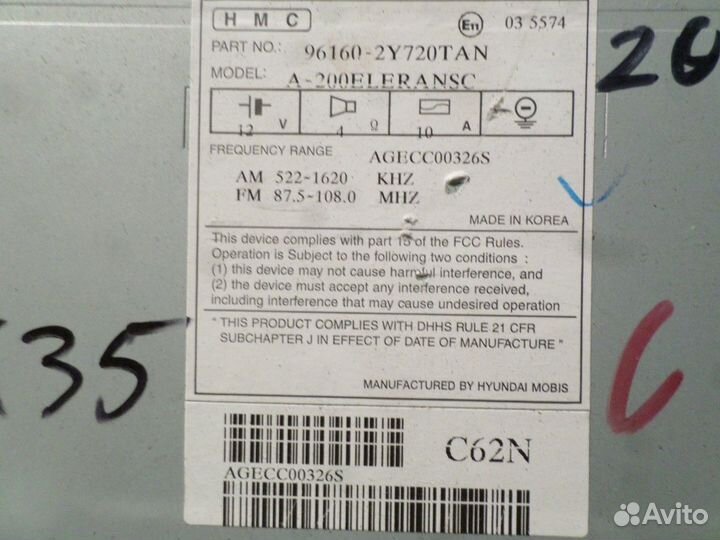 HMC E11 03 5574
PART NO.: 96160-2Y720TAN
MODEL: A-200ELERANSC
12 V 4 Ω 10 A
FREQUENCY RANGE AGECC00326S
AM 522~1620 KHZ
FM 87.5~108.0 MHZ
MADE IN KOREA
This device complies with part 15 of the FCC Rules.
Operation is Subject to the following two conditions :
(1) this device may not cause harmful interference, and
(2) the device must accept any interference received,
including interference that may cause undesired operation
" THIS PRODUCT COMPLIES WITH DHHS RULE 21 CFR
SUBCHAPTER J IN EFFECT OF DATE OF MANUFACTURE "
MANUFACTURED BY HYUNDAI MOBIS
C62N
AGECC00326S
35
Avito